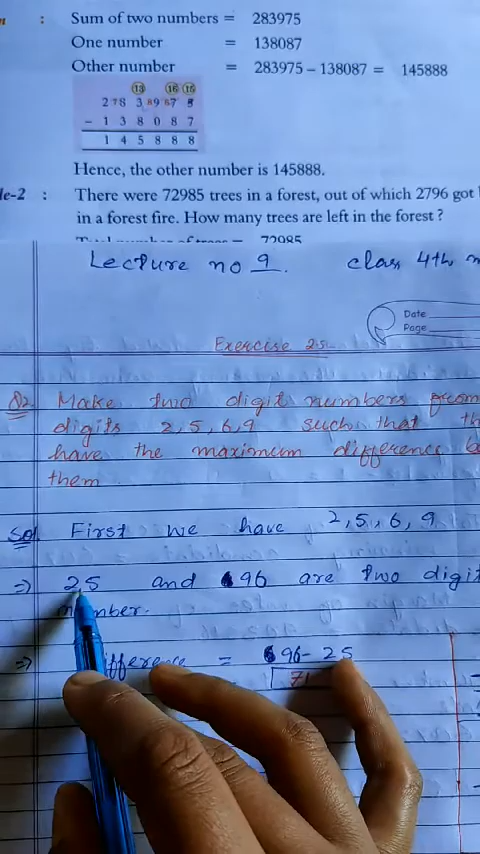 : Sum of two numbers = 283975
One number = 138087
Other number = 283975 – 138087 = 145888
13 16 15
2 7 8 3 8 9 8 7 5
– 1 3 8 0 8 7
1 4 5 8 8 8
Hence, the other number is 145888.
le-2 : There were 72985 trees in a forest, out of which 2796 got
in a forest fire. How many trees are left in the forest ?
72985
Lecture no 9. class 4th
Date
Page
Exercise 2.5
Q2. Make two digit numbers from
digits 2, 5, 6, 9 such that th
have the maximum difference b
them
Sol. First we have 2, 5, 6, 9
⇒ 25 and 96 are two digit
number.
⇒ Difference = 96 - 25
71